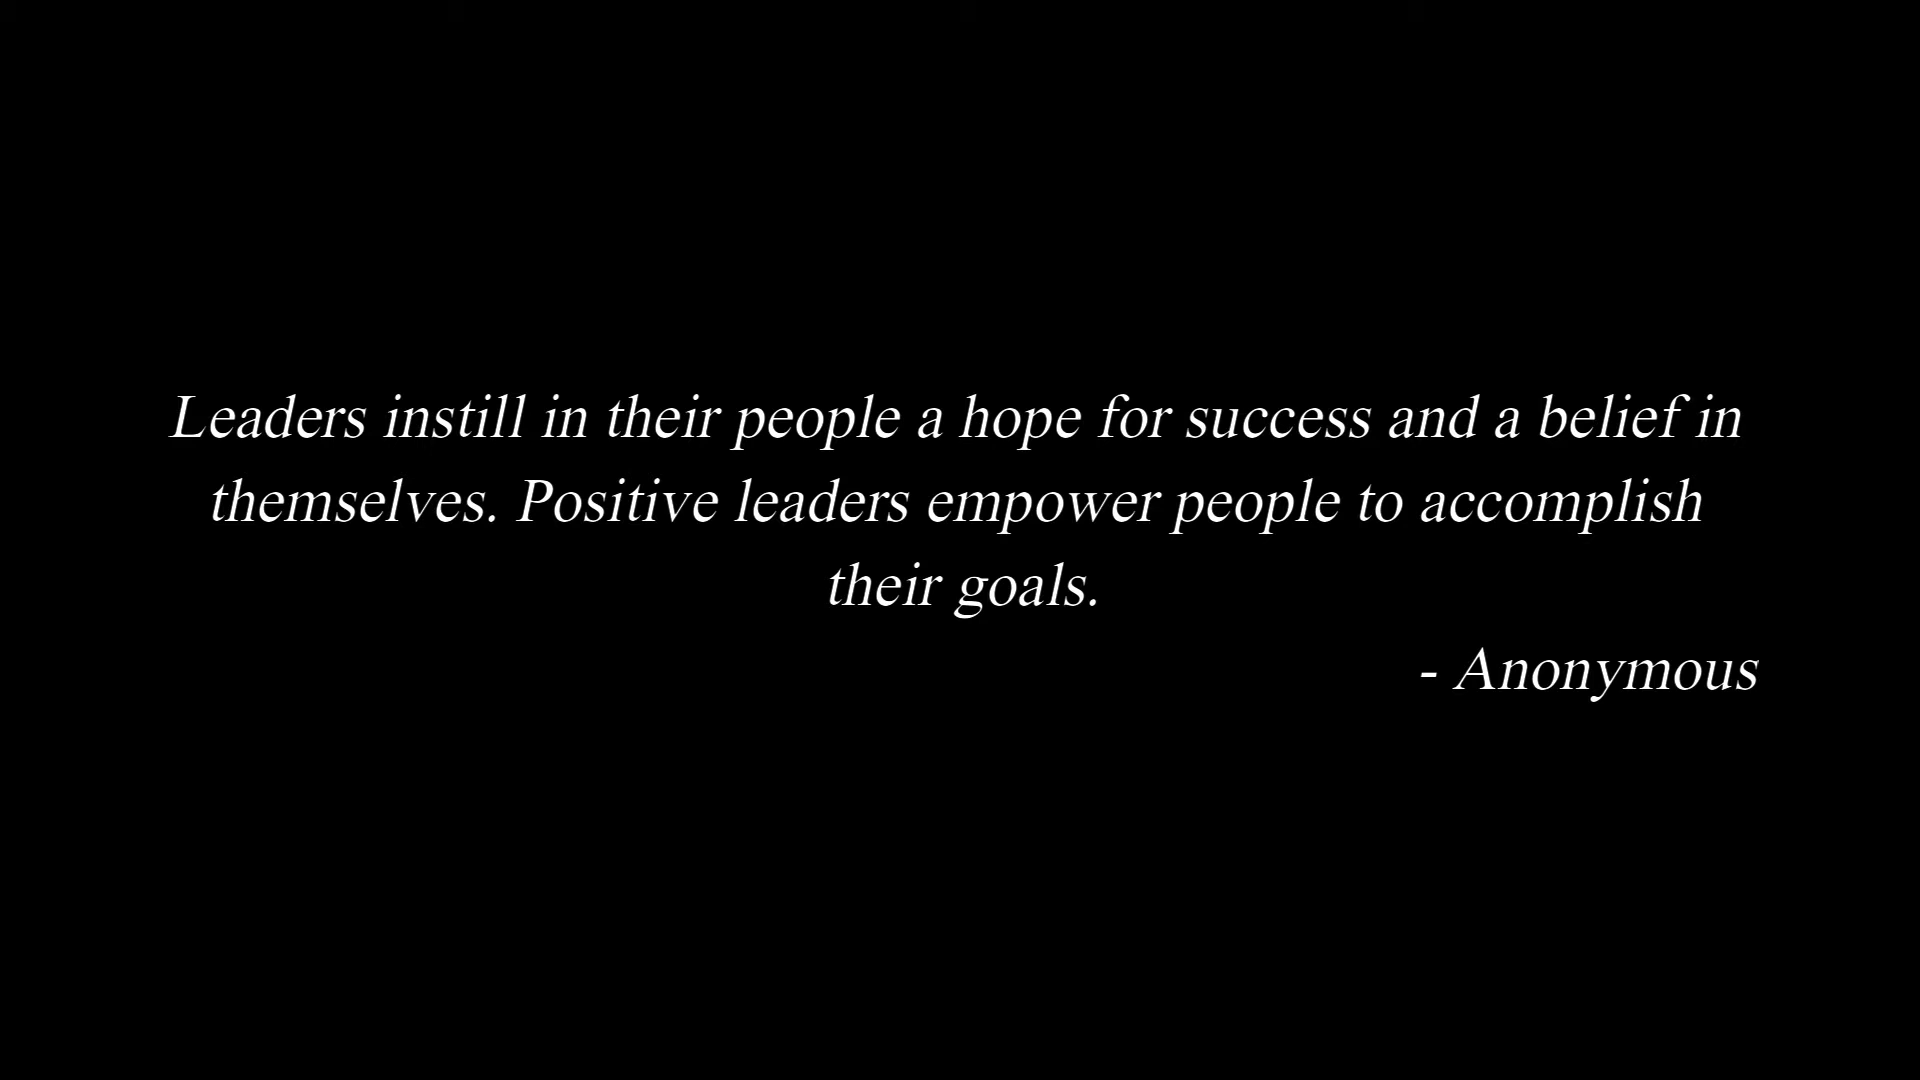 Leaders instill in their people a hope for success and a belief in
themselves. Positive leaders empower people to accomplish
their goals.
- Anonymous